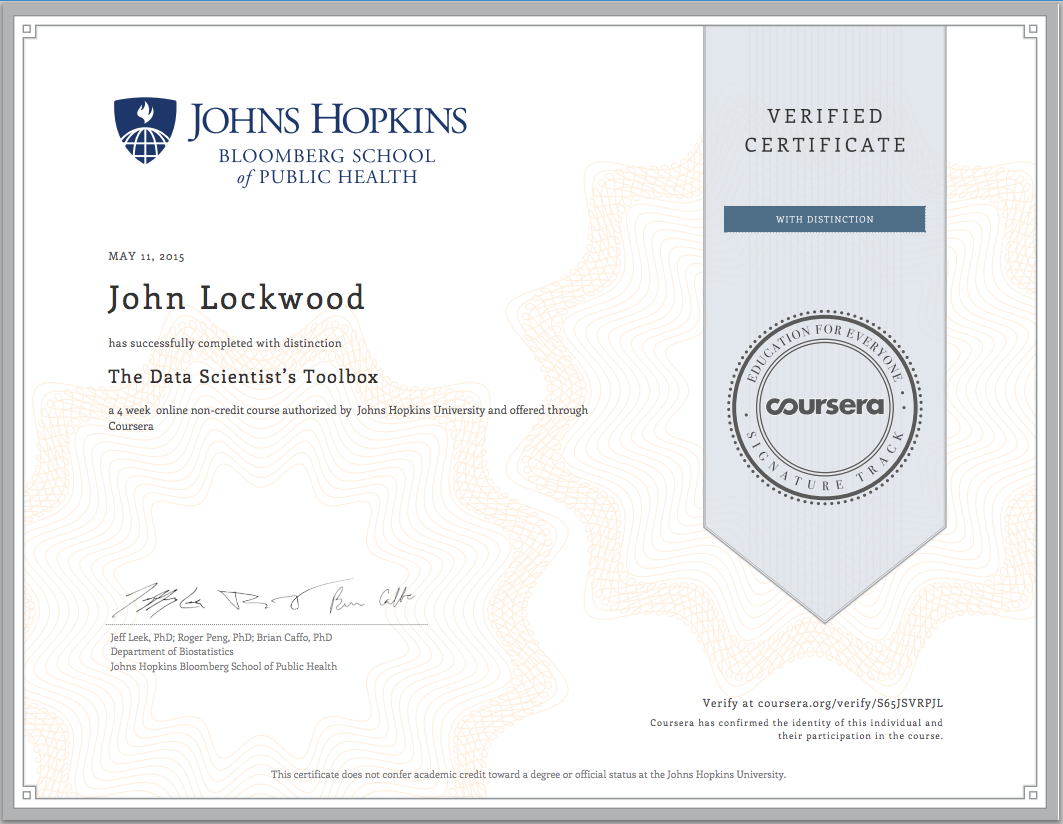 JOHNS HOPKINS
BLOOMBERG SCHOOL
of PUBLIC HEALTH
VERIFIED
CERTIFICATE
WITH DISTINCTION
MAY 11, 2015
John Lockwood
has successfully completed with distinction
The Data Scientist's Toolbox
a 4 week online non-credit course authorized by Johns Hopkins University and offered through
Coursera
EDUCATION FOR EVERYONE
coursera
SIGNATURE TRACK
Jeff Leek, PhD; Roger Peng, PhD; Brian Caffo, PhD
Department of Biostatistics
Johns Hopkins Bloomberg School of Public Health
Verify at coursera.org/verify/S65JSVRPJL
Coursera has confirmed the identity of this individual and
their participation in the course.
This certificate does not confer academic credit toward a degree or official status at the Johns Hopkins University.